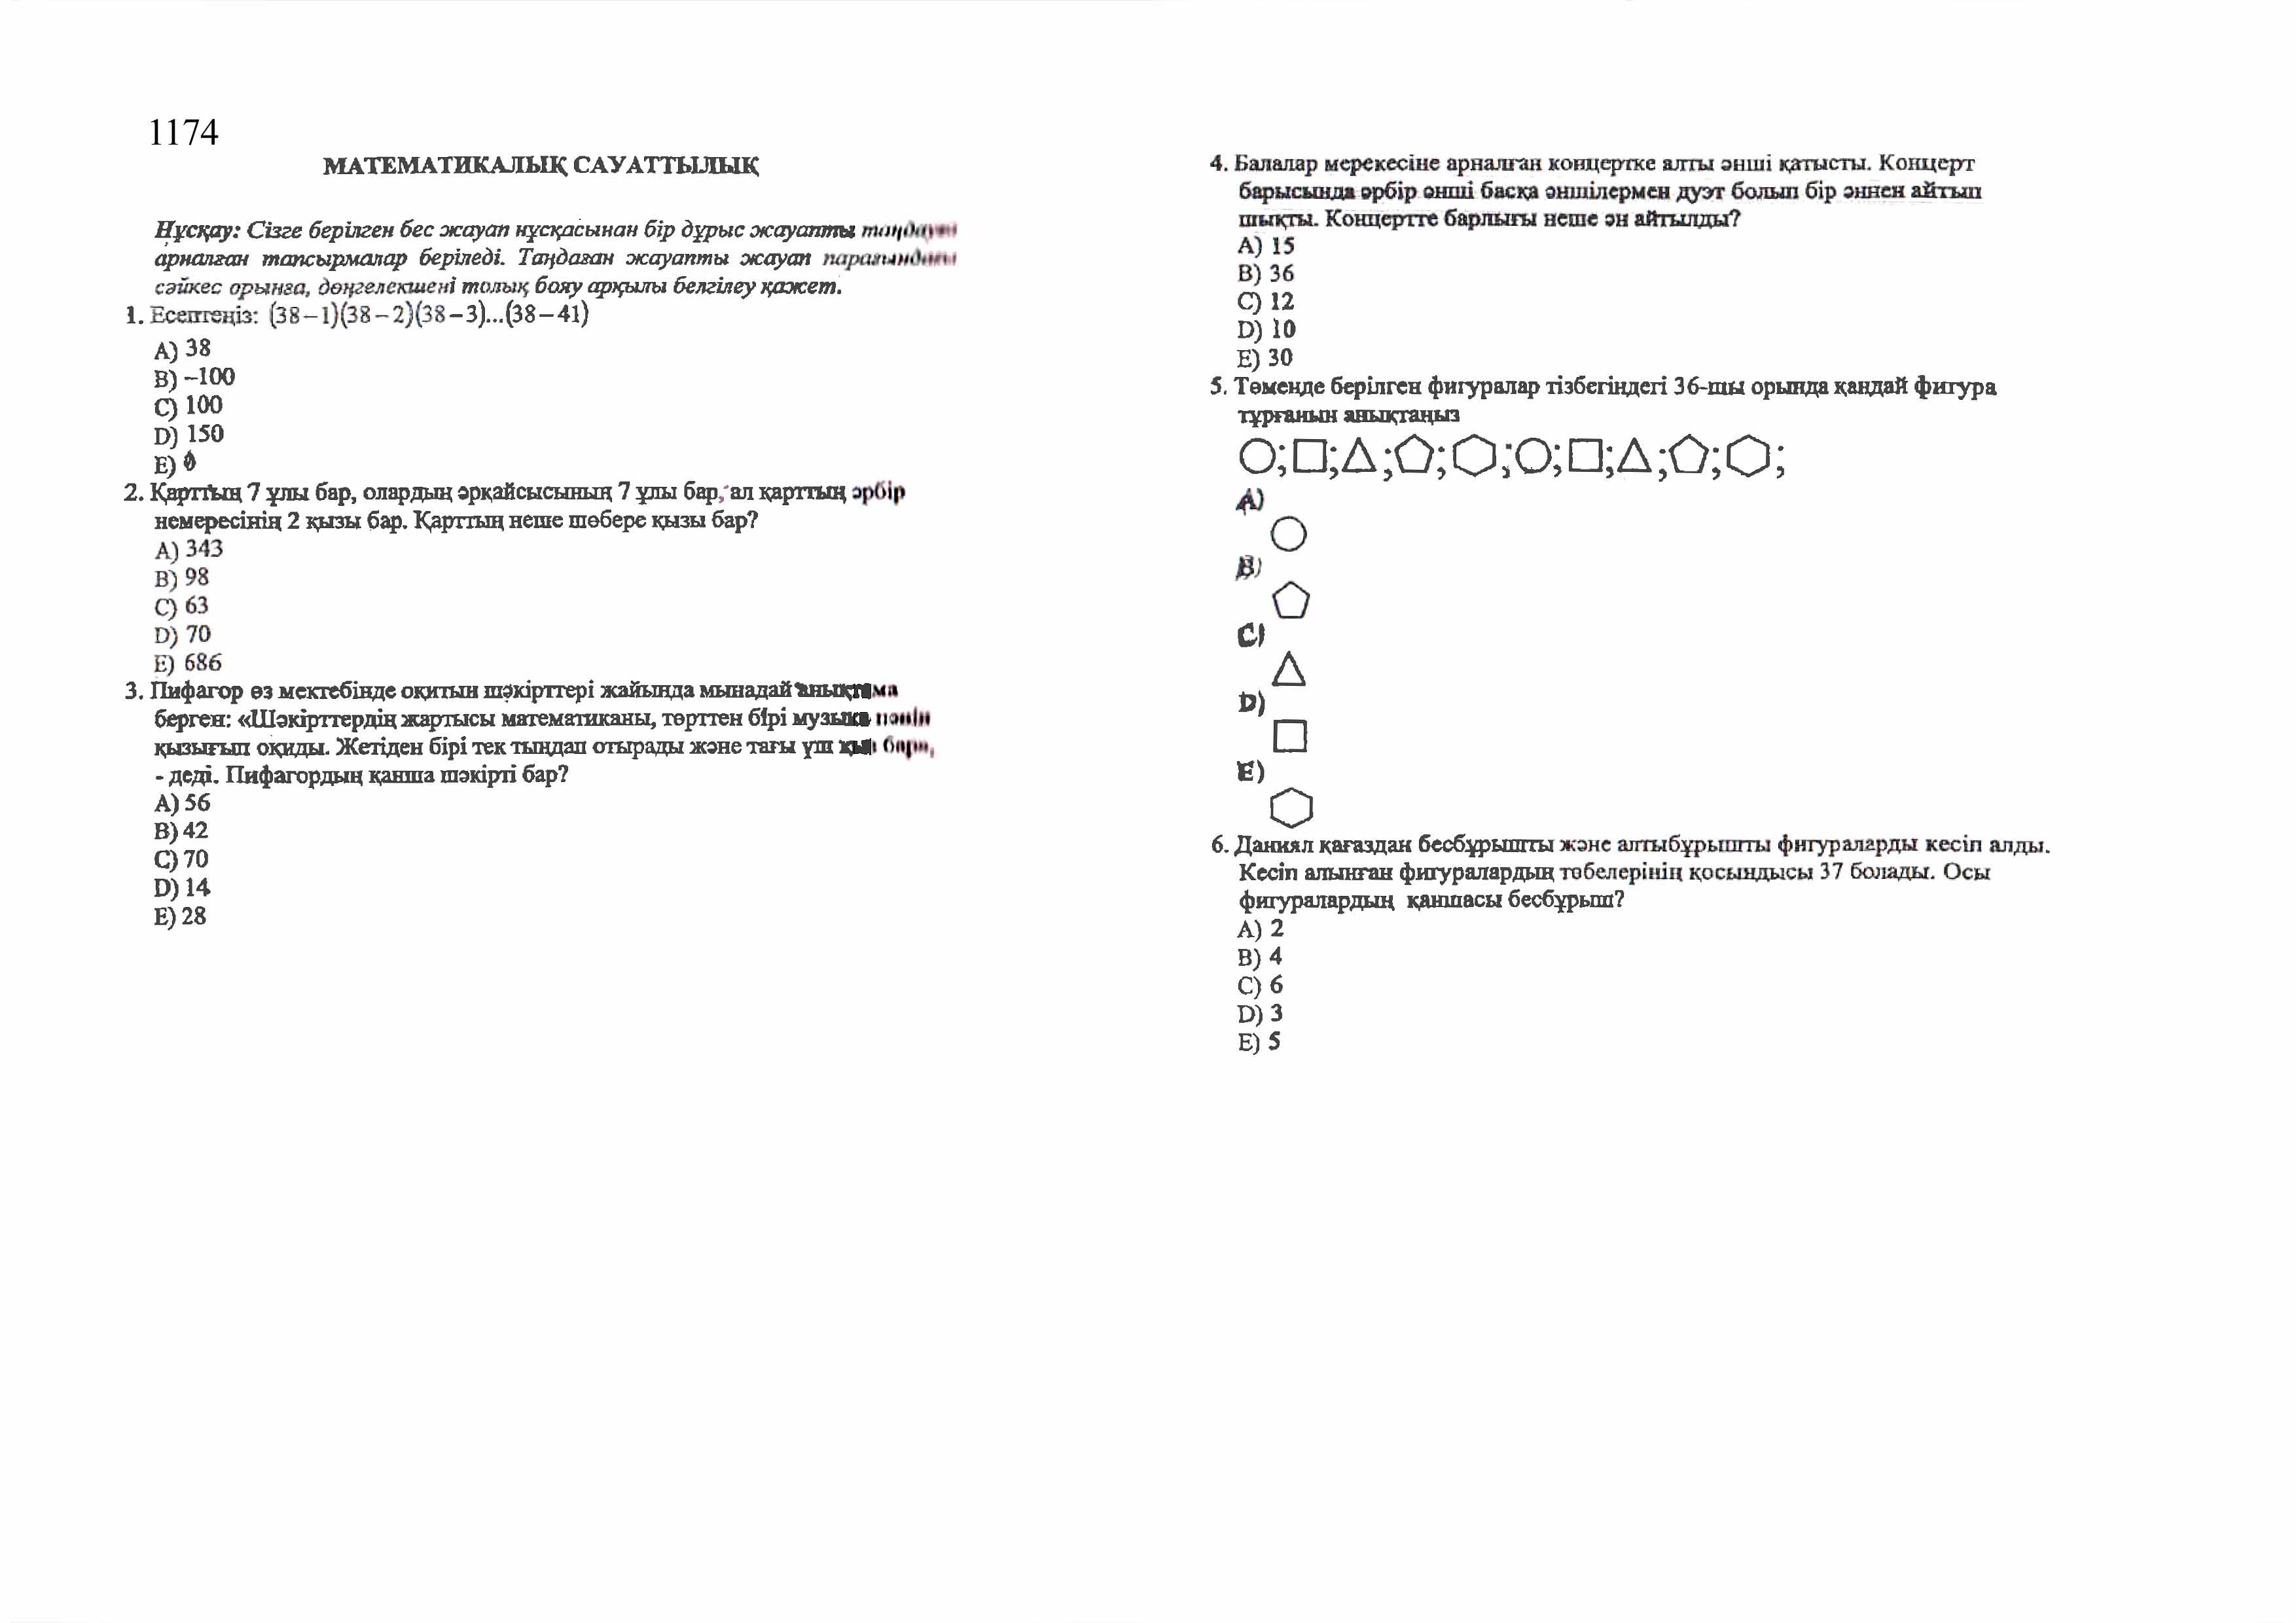 1174
МАТЕМАТИКАЛЫҚ САУАТТЫЛЫҚ
Нұсқау: Сізге берілген бес жауап нұсқасынан бір дұрыс жауапты таңдауға
арналған тапсырмалар беріледі. Таңдаған жауапты жауап парағындағы
сәйкес орынға, дөңгелекшені толық бояу арқылы белгілеу қажет.
1. Есептеңіз: (38–1)(38–2)(38–3)...(38–41)
A) 38
B) –100
C) 100
D) 150
E) 0
2. Қарттың 7 ұлы бар, олардың әрқайсысының 7 ұлы бар, ал қарттың әрбір
немересінің 2 қызы бар. Қарттың неше шөбере қызы бар?
A) 343
B) 98
C) 63
D) 70
E) 686
3. Пифагор өз мектебінде оқитын шәкірттері жайында мынадай анықтама
берген: «Шәкірттердің жартысы математиканы, төрттен бірі музыка пәнін
қызығып оқиды. Жетіден бірі тек тыңдап отырады және тағы үш қыз бар»,
- деді. Пифагордың қанша шәкірті бар?
A) 56
B) 42
C) 70
D) 14
E) 28
4. Балалар мерекесіне арналған концертке алты әнші қатысты. Концерт
барысында әрбір әнші басқа әншілермен дуэт болып бір әннен айтып
шықты. Концертте барлығы неше ән айтылды?
A) 15
B) 36
C) 12
D) 10
E) 30
5. Төменде берілген фигуралар тізбегіндегі 36-шы орында қандай фигура
тұрғанын анықтаңыз
A)
B)
C)
D)
E)
6. Даниял қағаздан бесбұрышты және алтыбұрышты фигураларды кесіп алды.
Кесіп алынған фигуралардың төбелерінің қосындысы 37 болады. Осы
фигуралардың қаншасы бесбұрыш?
A) 2
B) 4
C) 6
D) 3
E) 5